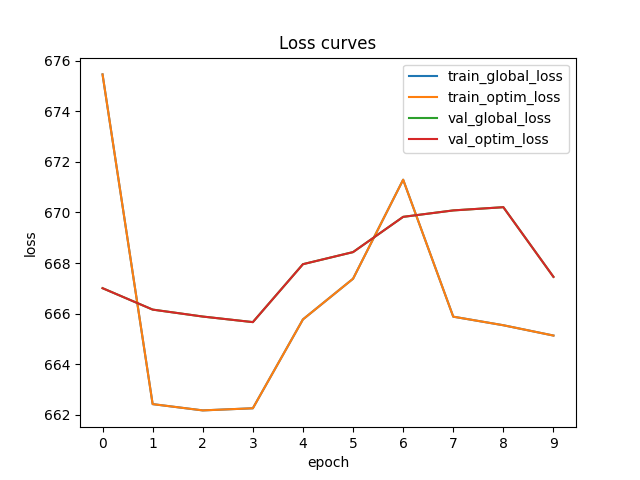 Loss curves
676
674
672
670
668
666
664
662
loss
0 1 2 3 4 5 6 7 8 9
epoch
train_global_loss
train_optim_loss
val_global_loss
val_optim_loss